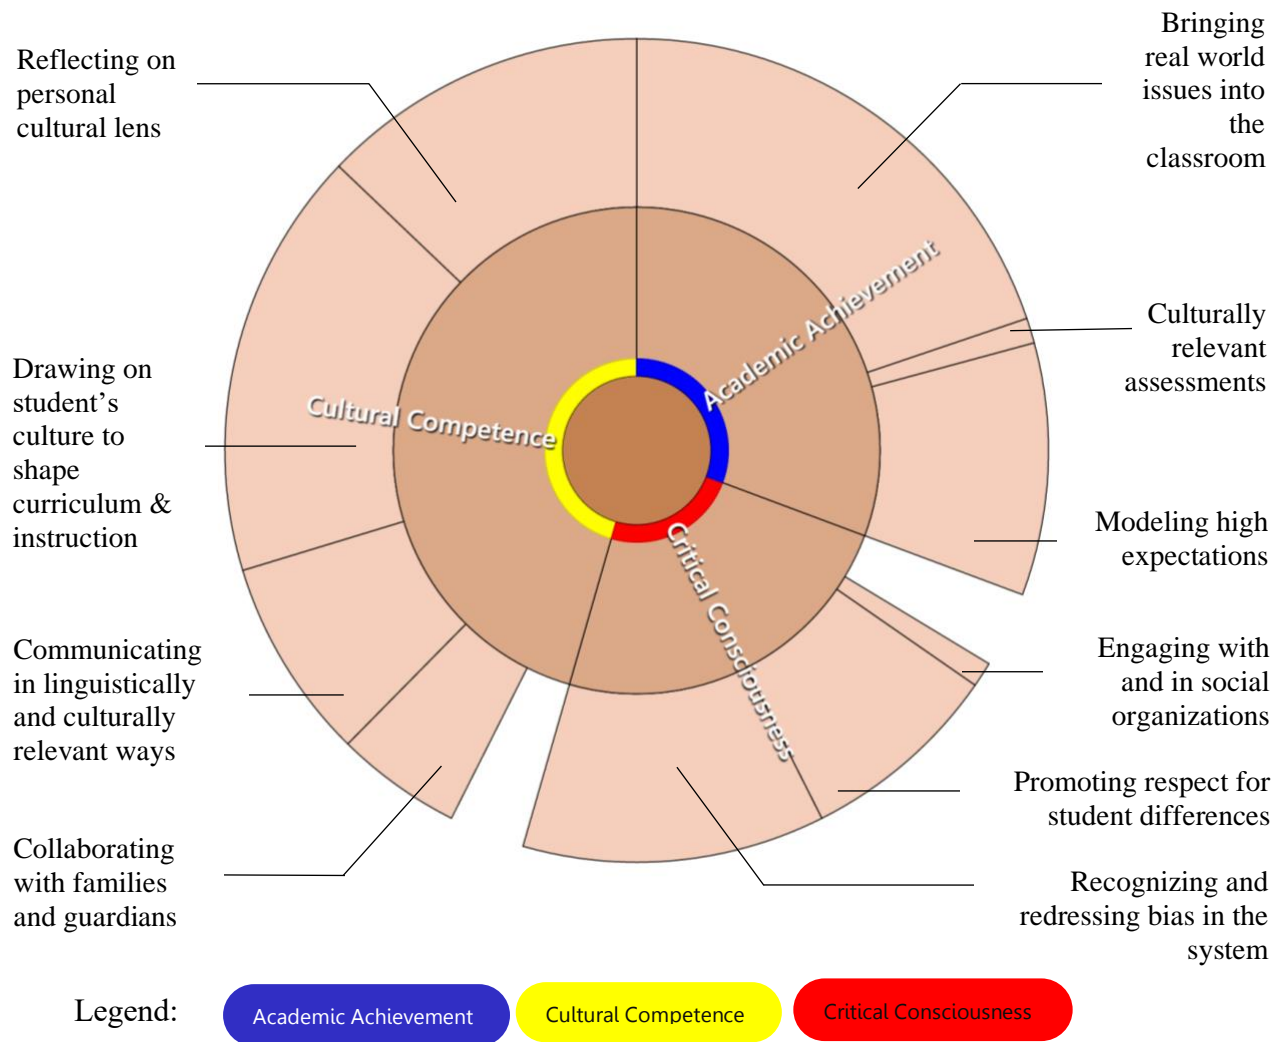 Reflecting on
personal
cultural lens
Drawing on
student’s
culture to
shape
curriculum &
instruction
Communicating
in linguistically
and culturally
relevant ways
Collaborating
with families
and guardians
Cultural Competence
Academic Achievement
Critical Consciousness
Bringing
real world
issues into
the
classroom
Culturally
relevant
assessments
Modeling high
expectations
Engaging with
and in social
organizations
Promoting respect for
student differences
Recognizing and
redressing bias in the
system
Legend:
Academic Achievement
Cultural Competence
Critical Consciousness